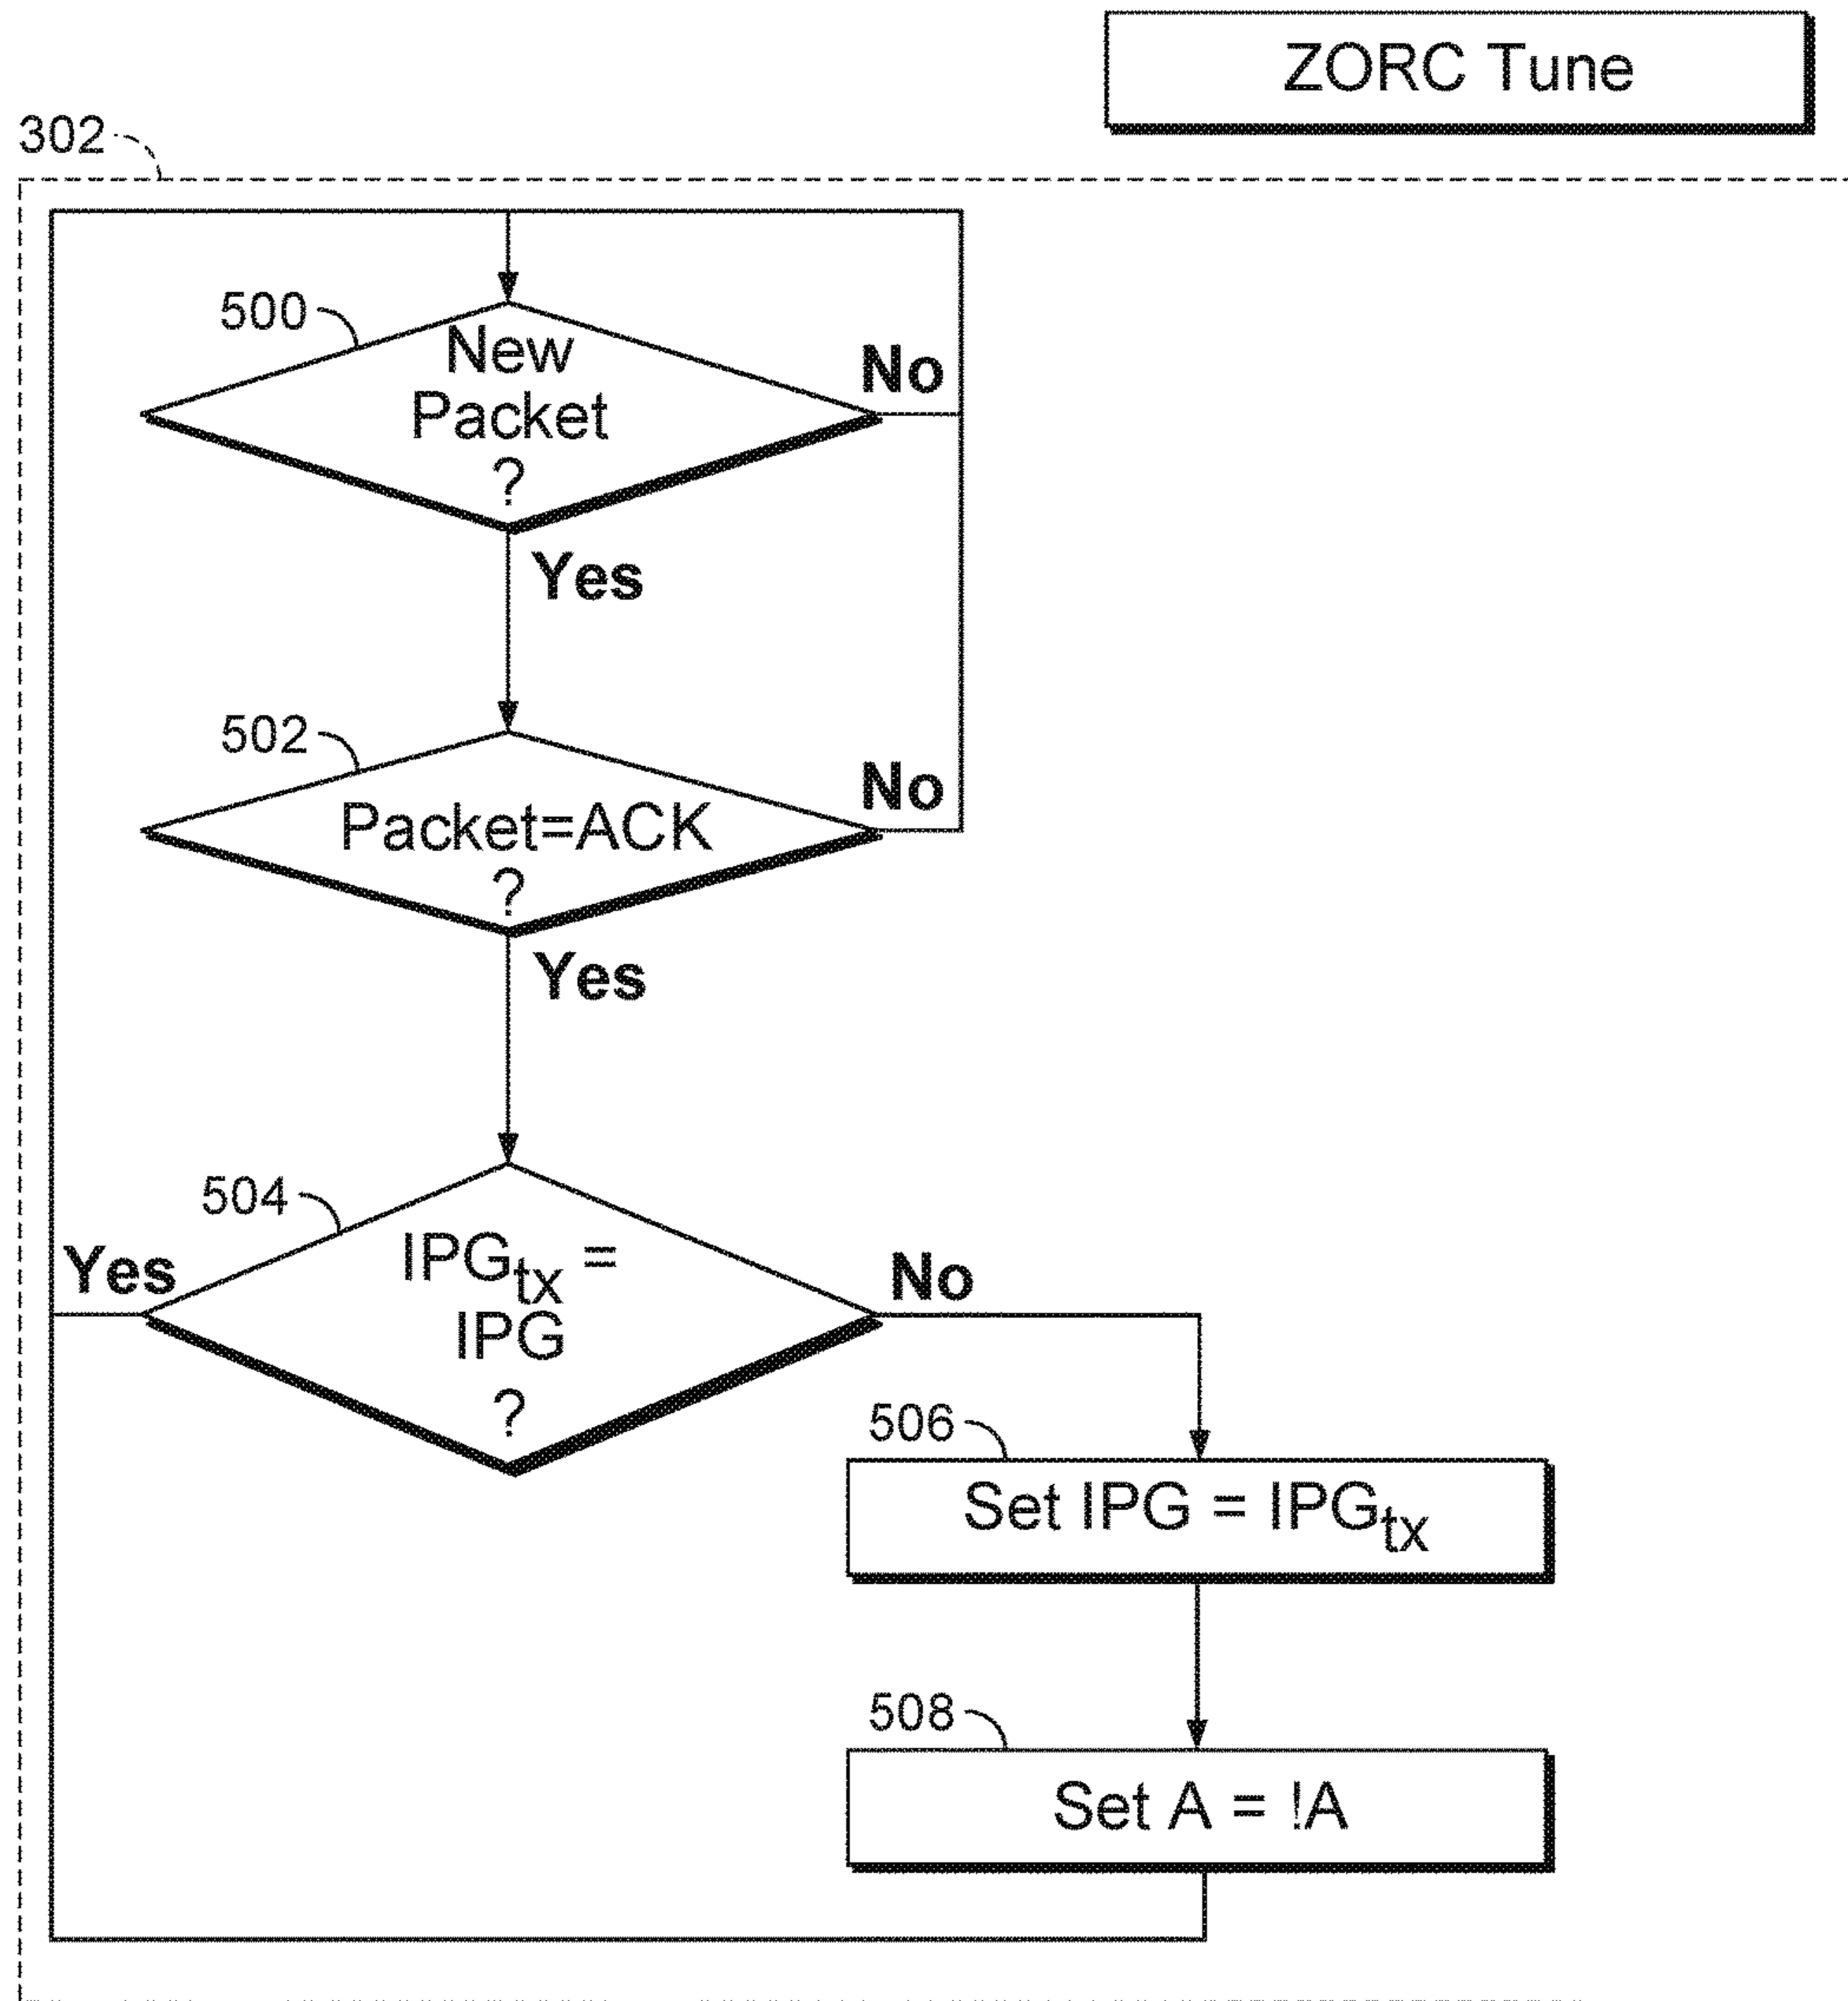 ZORC Tune
302
500
New
Packet
?
No
Yes
502
Packet=ACK
?
No
Yes
504
IPGtx =
IPG
?
Yes
No
506
Set IPG = IPGtx
508
Set A = !A